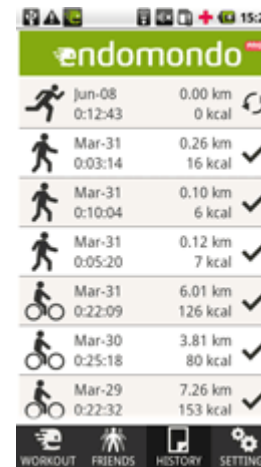 15:2
endomondo
Jun-08 0.00 km
0:12:43 0 kcal
Mar-31 0.26 km
0:03:14 16 kcal
Mar-31 0.10 km
0:10:04 6 kcal
Mar-31 0.12 km
0:05:20 7 kcal
Mar-31 6.01 km
0:22:09 126 kcal
Mar-30 3.81 km
0:25:18 80 kcal
Mar-29 7.26 km
0:22:32 153 kcal
WORKOUT FRIENDS HISTORY SETTING